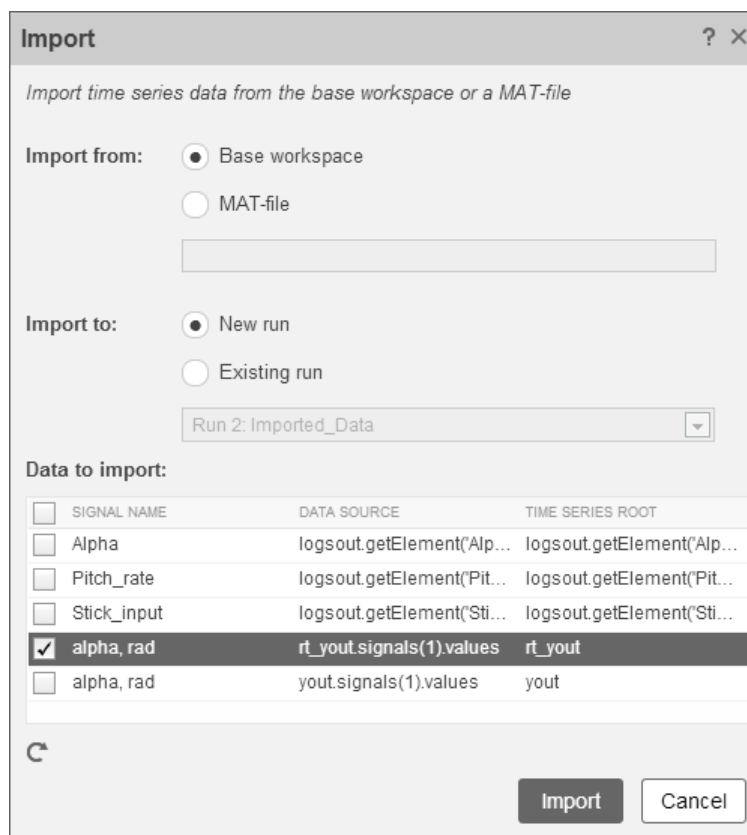 Import ? ×
Import time series data from the base workspace or a MAT-file
Import from: Base workspace
MAT-file
Import to: New run
Existing run
Run 2: Imported_Data
Data to import:
SIGNAL NAME DATA SOURCE TIME SERIES ROOT
Alpha logsout.getElement('Alp... logsout.getElement('Alp...
Pitch_rate logsout.getElement('Pit... logsout.getElement('Pit...
Stick_input logsout.getElement('Sti... logsout.getElement('Sti...
alpha, rad rt_yout.signals(1).values rt_yout
alpha, rad yout.signals(1).values yout
Import Cancel